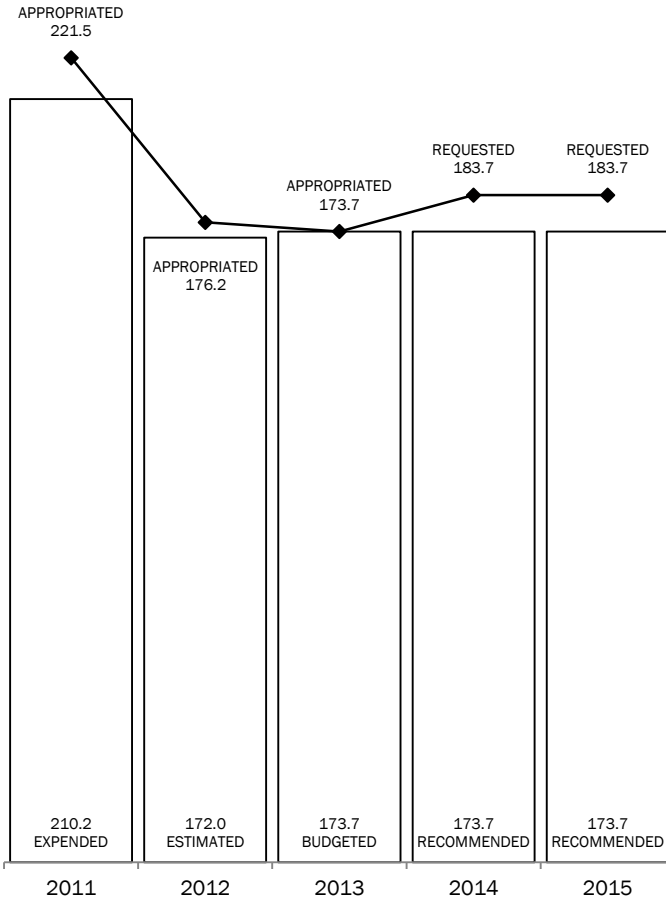 APPROPRIATED
221.5
REQUESTED
183.7
REQUESTED
183.7
APPROPRIATED
173.7
APPROPRIATED
176.2
210.2
EXPENDED
172.0
ESTIMATED
173.7
BUDGETED
173.7
RECOMMENDED
173.7
RECOMMENDED
2011
2012
2013
2014
2015